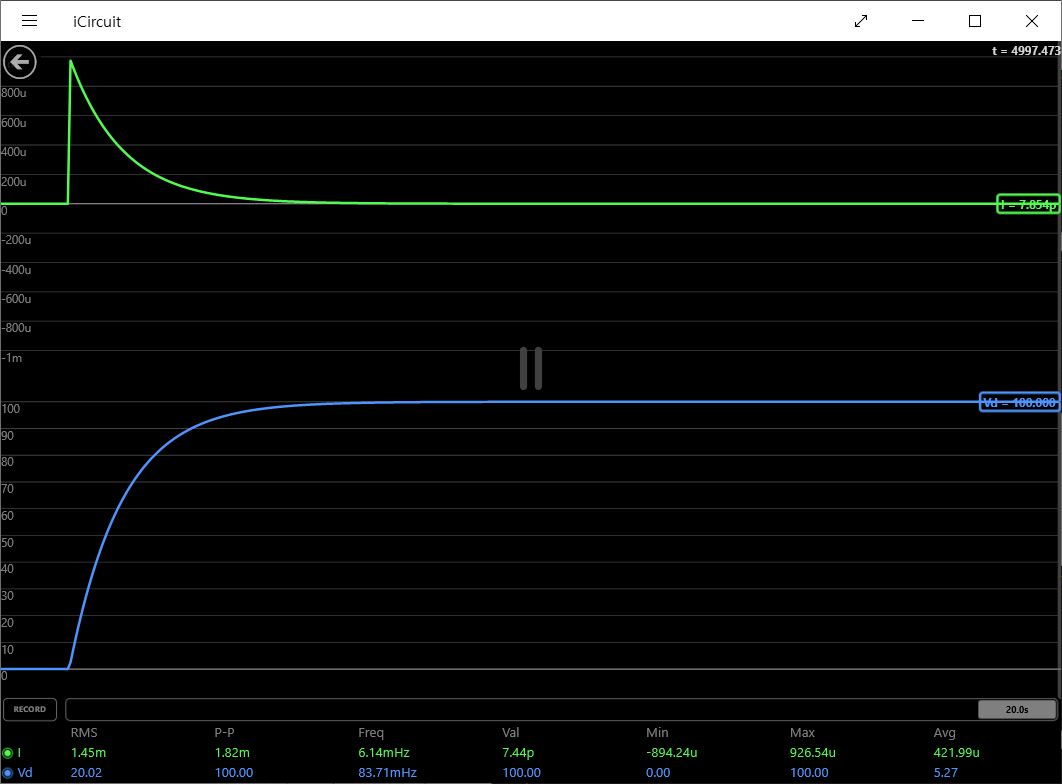 iCircuit
t = 4997.473
800u
600u
400u
200u
0
I = 7.854p
-200u
-400u
-600u
-800u
-1m
100
Vd = 100.000
90
80
70
60
50
40
30
20
10
0
RECORD
20.0s
RMS P-P Freq Val Min Max Avg
I 1.45m 1.82m 6.14mHz 7.44p -894.24u 926.54u 421.99u
Vd 20.02 100.00 83.71mHz 100.00 0.00 100.00 5.27